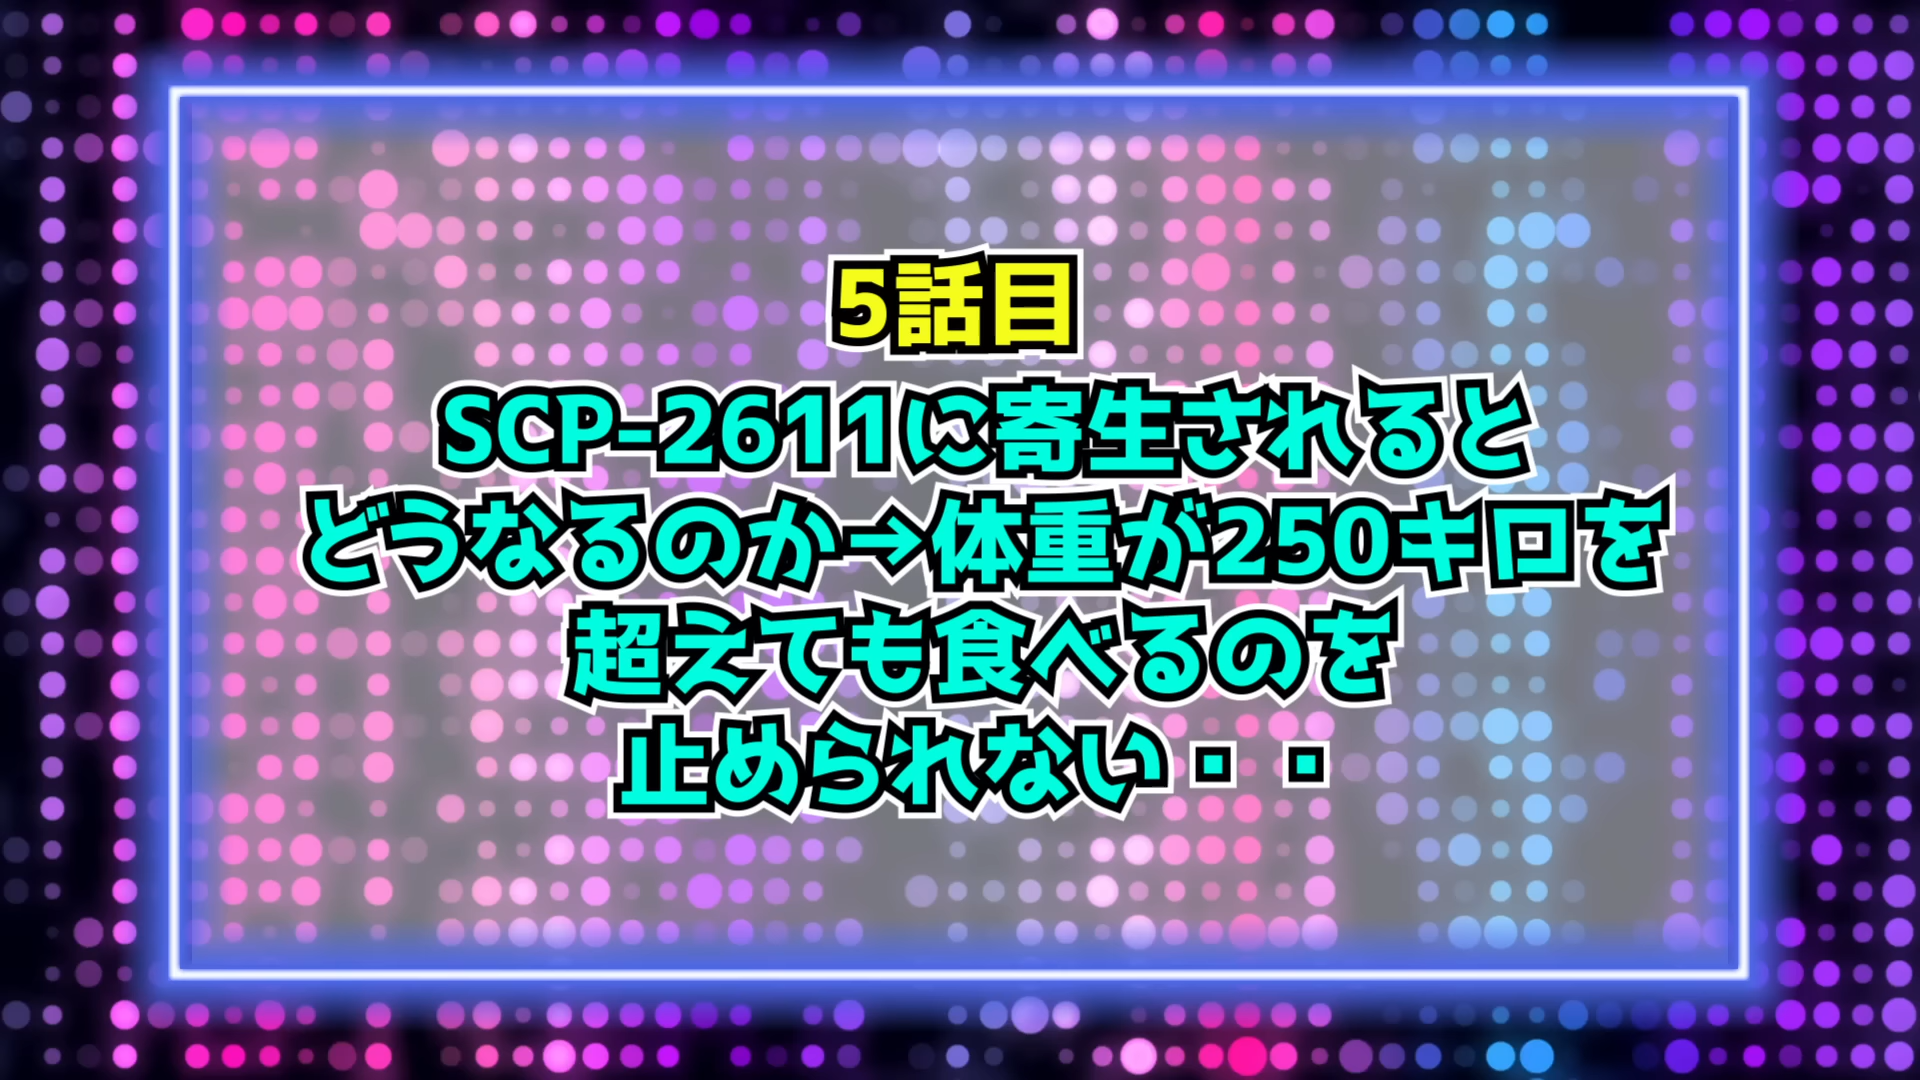 5話目
SCP-2611に寄生されると
どうなるのか→体重が250キロを
超えても食べるのを
止められない・・